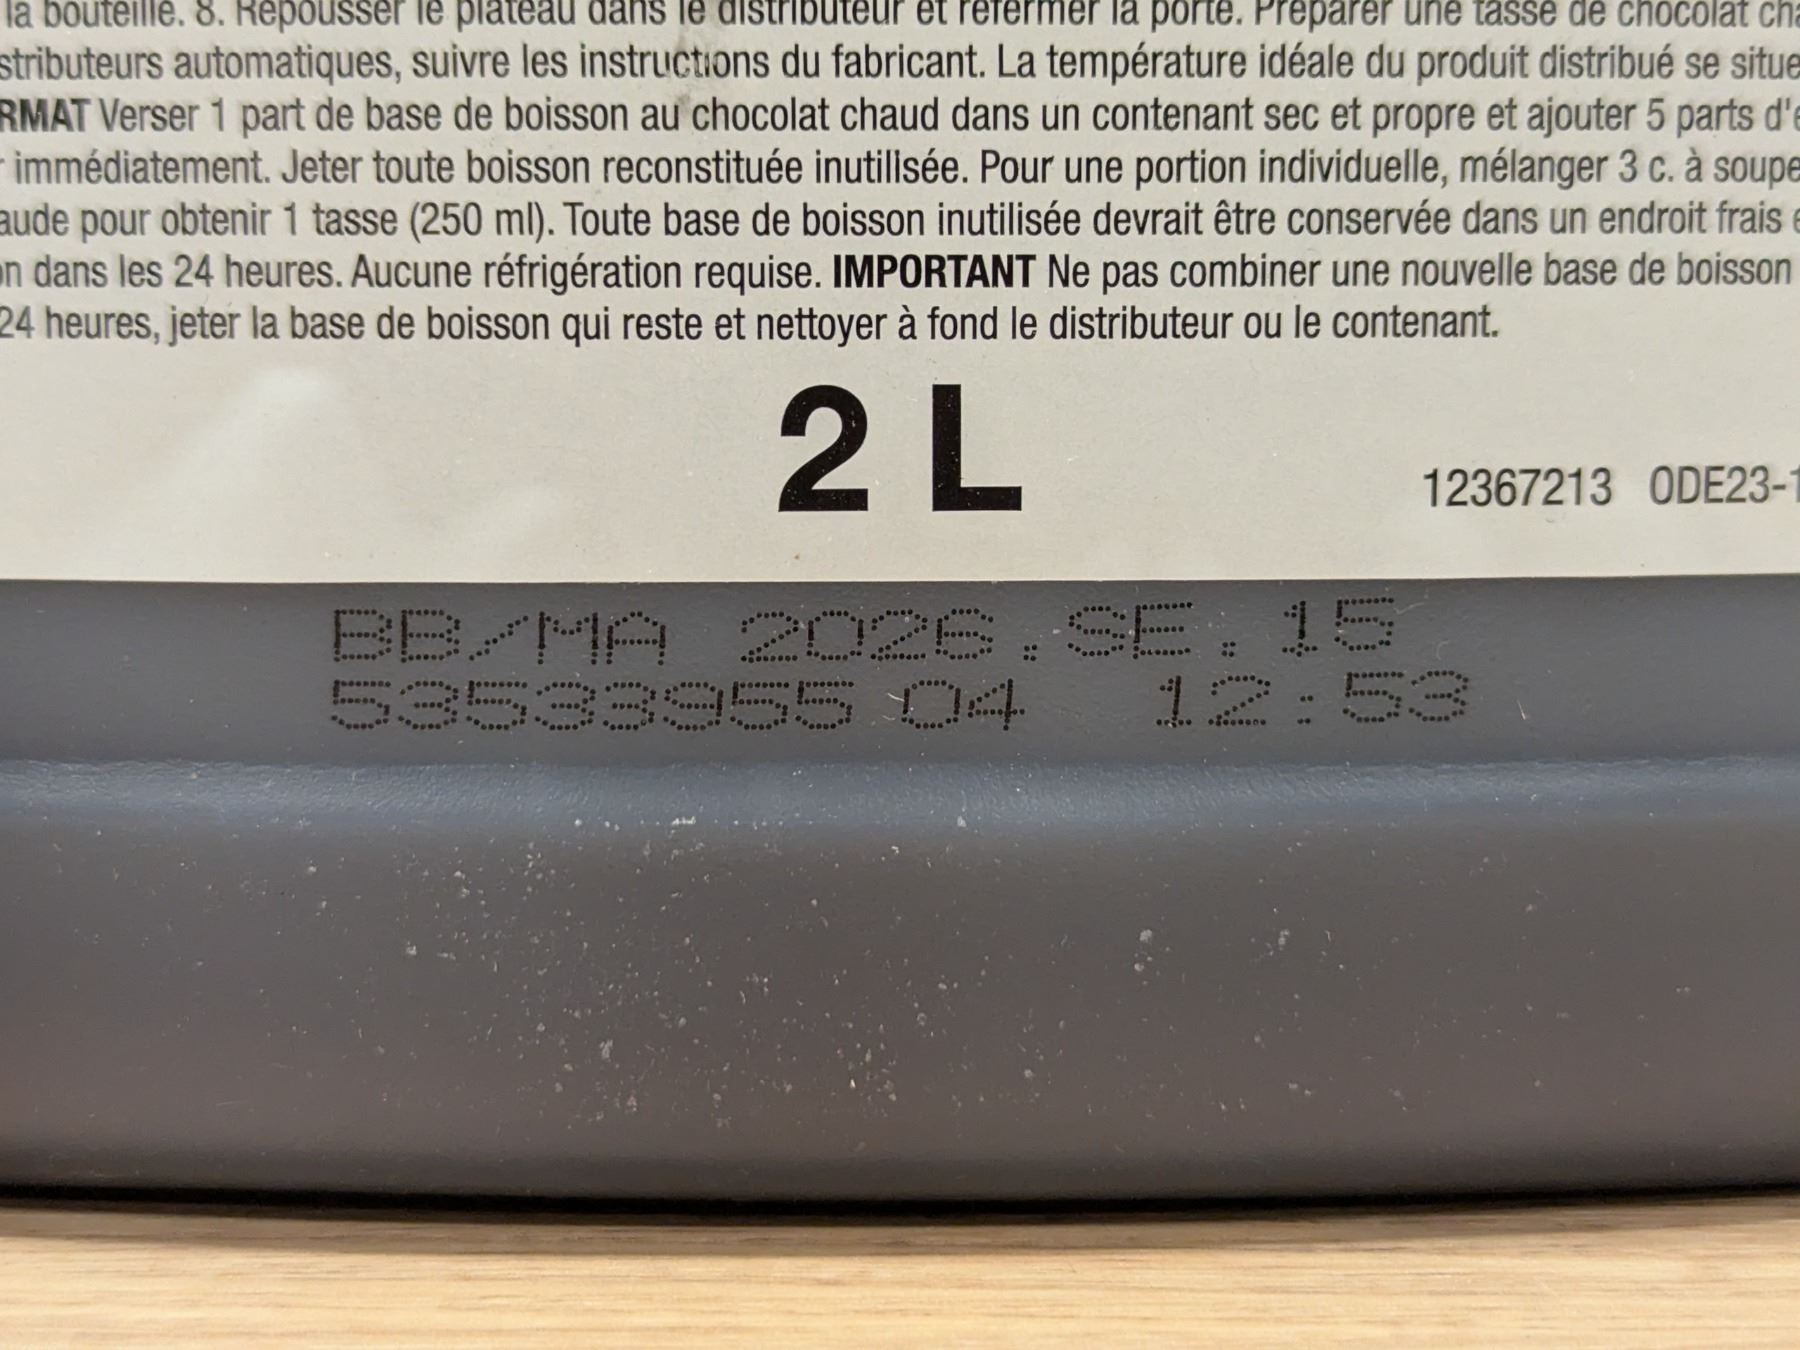 la bouteille. 8. Repousser le plateau dans le distributeur et refermer la porte. Préparer une tasse de chocolat
stributeurs automatiques, suivre les instructions du fabricant. La température idéale du produit distribué se situe
RMAT Verser 1 part de base de boisson au chocolat chaud dans un contenant sec et propre et ajouter 5 parts
immédiatement. Jeter toute boisson reconstituée inutilisée. Pour une portion individuelle, mélanger 3 c. à soupe
aude pour obtenir 1 tasse (250 ml). Toute base de boisson inutilisée devrait être conservée dans un endroit frais
n dans les 24 heures. Aucune réfrigération requise. IMPORTANT Ne pas combiner une nouvelle base de boisson
24 heures, jeter la base de boisson qui reste et nettoyer à fond le distributeur ou le contenant.
2 L
12367213 ODE23-1
BB/MA 2026.SE.15
53533955 04 12:53